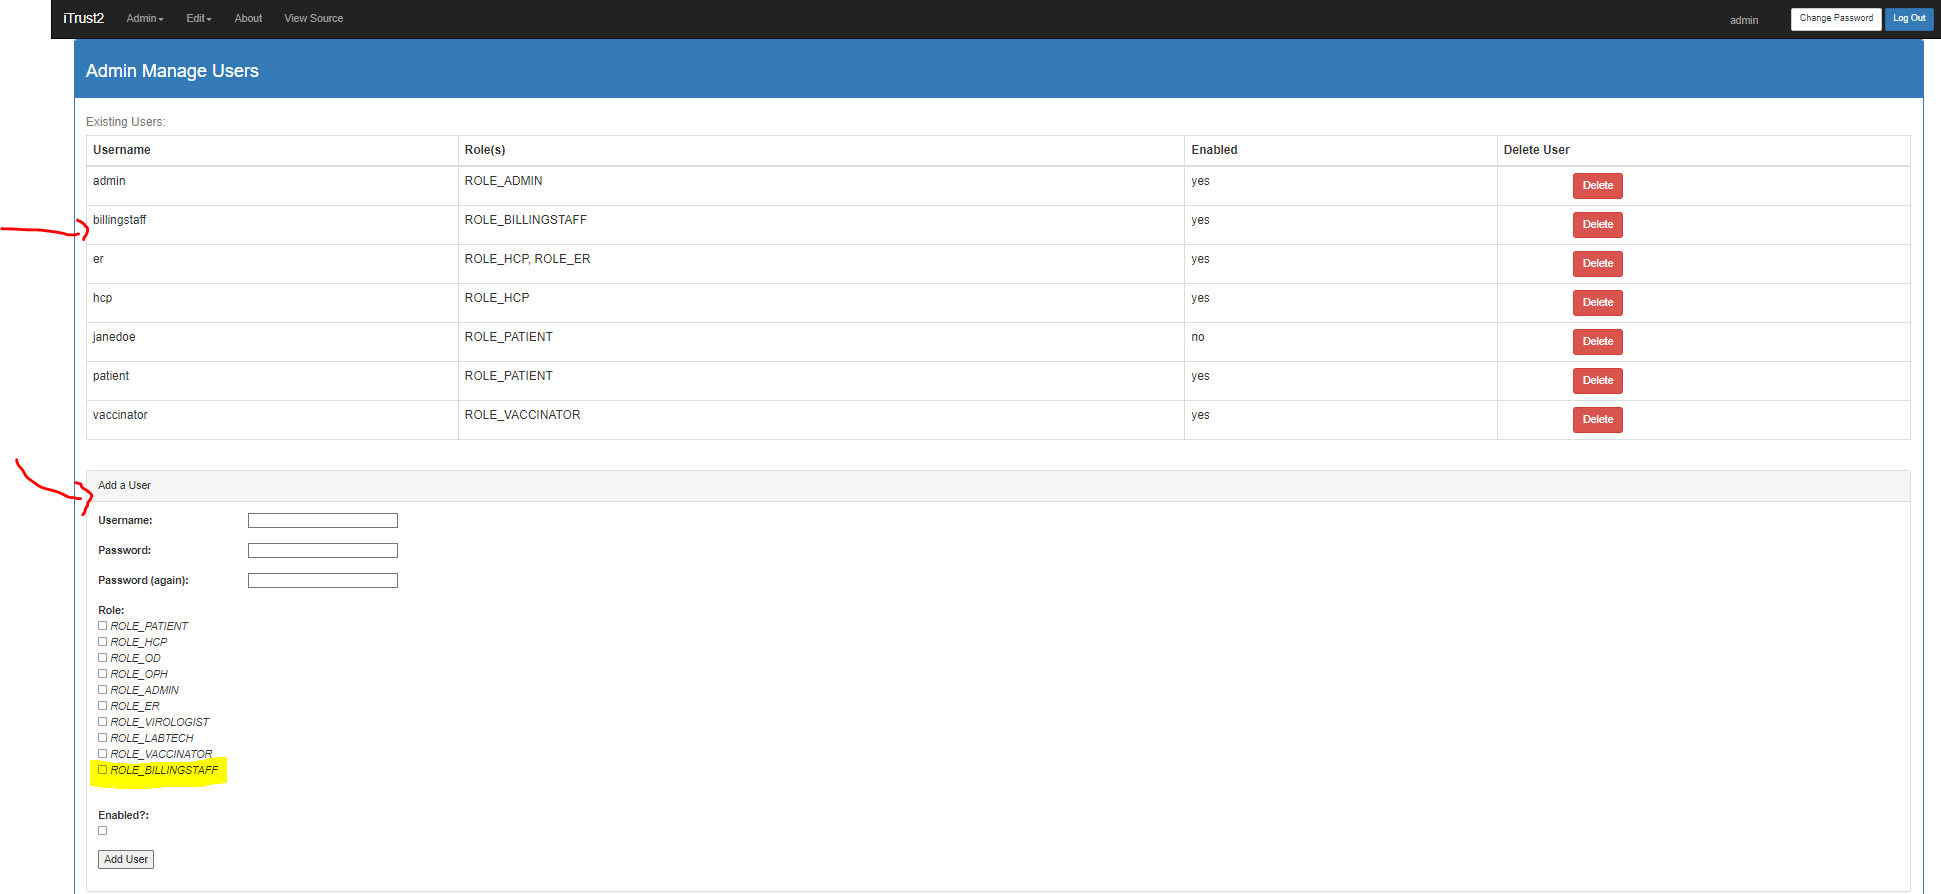 iTrust2 Admin Edit About View Source admin Change Password Log Out
Admin Manage Users
Existing Users:
Username Role(s) Enabled Delete User
admin ROLE_ADMIN yes Delete
billingstaff ROLE_BILLINGSTAFF yes Delete
er ROLE_HCP, ROLE_ER yes Delete
hcp ROLE_HCP yes Delete
janedoe ROLE_PATIENT no Delete
patient ROLE_PATIENT yes Delete
vaccinator ROLE_VACCINATOR yes Delete
Add a User
Username:
Password:
Password (again):
Role:
ROLE_PATIENT
ROLE_HCP
ROLE_OD
ROLE_OPH
ROLE_ADMIN
ROLE_ER
ROLE_VIROLOGIST
ROLE_LABTECH
ROLE_VACCINATOR
ROLE_BILLINGSTAFF
Enabled?:
Add User